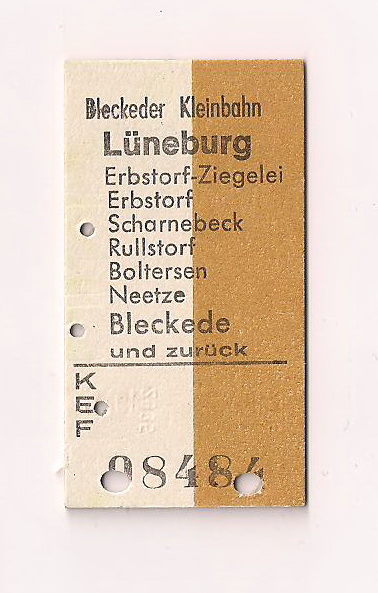 Bleckeder Kleinbahn
Lüneburg
Erbstorf-Ziegelei
Erbstorf
Scharnebeck
Rullstorf
Boltersen
Neetze
Bleckede
und zurück
K
E
F
08484